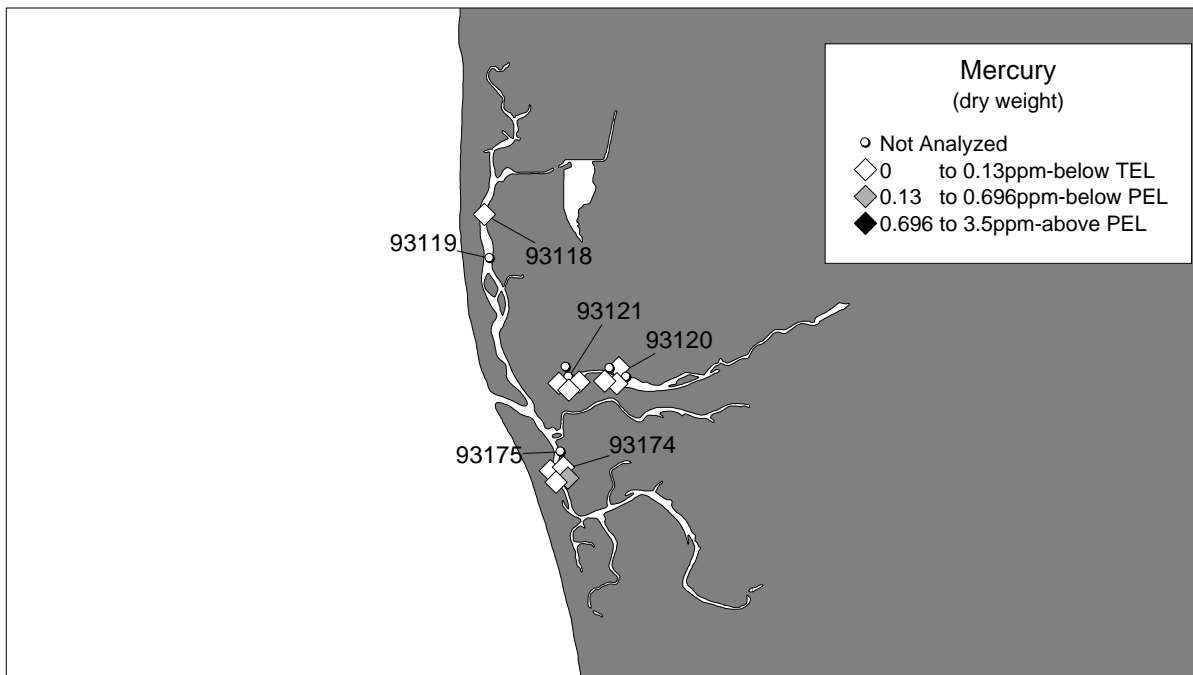 Mercury
(dry weight)
Not Analyzed
0 to 0.13ppm-below TEL
0.13 to 0.696ppm-below PEL
0.696 to 3.5ppm-above PEL
93119
93118
93121
93120
93175
93174